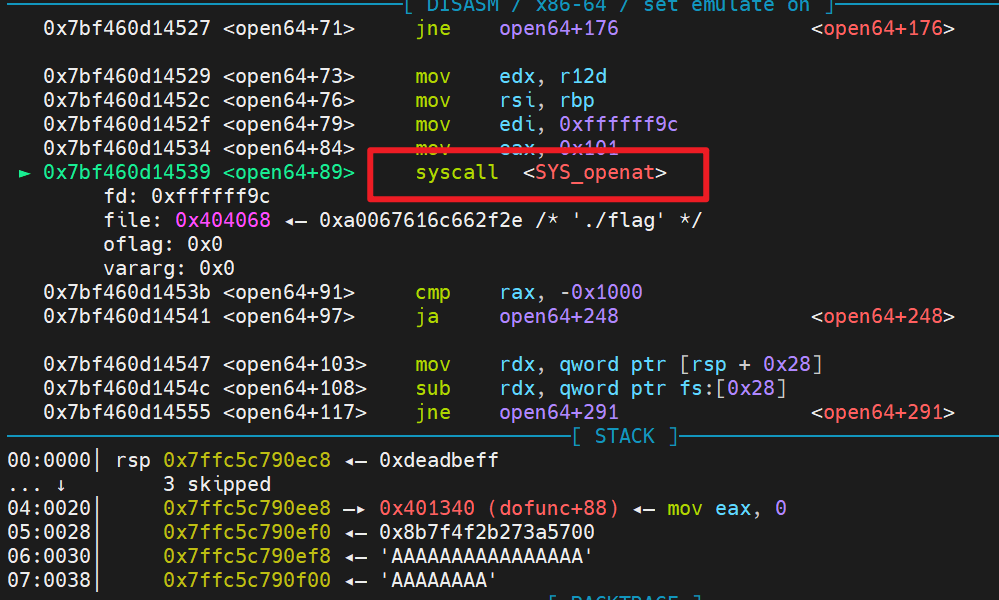 [ DISASM / x86-64 / set emulate on ]
0x7bf460d14527 <open64+71> jne open64+176 <open64+176>
0x7bf460d14529 <open64+73> mov edx, r12d
0x7bf460d1452c <open64+76> mov rsi, rbp
0x7bf460d1452f <open64+79> mov edi, 0xffffff9c
0x7bf460d14534 <open64+84> mov eax, 0x101
► 0x7bf460d14539 <open64+89> syscall <SYS_openat>
fd: 0xffffff9c
file: 0x404068 ◂— 0xa0067616c662f2e /* './flag' */
oflag: 0x0
vararg: 0x0
0x7bf460d1453b <open64+91> cmp rax, -0x1000
0x7bf460d14541 <open64+97> ja open64+248 <open64+248>
0x7bf460d14547 <open64+103> mov rdx, qword ptr [rsp + 0x28]
0x7bf460d1454c <open64+108> sub rdx, qword ptr fs:[0x28]
0x7bf460d14555 <open64+117> jne open64+291 <open64+291>
[ STACK ]
00:0000│ rsp 0x7ffc5c790ec8 ◂— 0xdeadbeff
... ↓ 3 skipped
04:0020│ 0x7ffc5c790ee8 —▸ 0x401340 (dofunc+88) ◂— mov eax, 0
05:0028│ 0x7ffc5c790ef0 ◂— 0x8b7f4f2b273a5700
06:0030│ 0x7ffc5c790ef8 ◂— 'AAAAAAAAAAAAAAAA'
07:0038│ 0x7ffc5c790f00 ◂— 'AAAAAAAA'
[ BACKTRACE ]